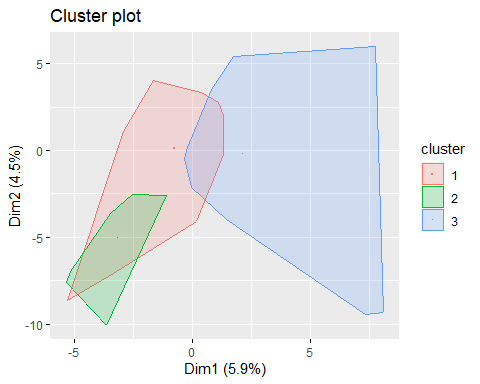 Cluster plot
5
0
-5
-10
Dim2 (4.5%)
-5
0
5
Dim1 (5.9%)
cluster
1
2
3